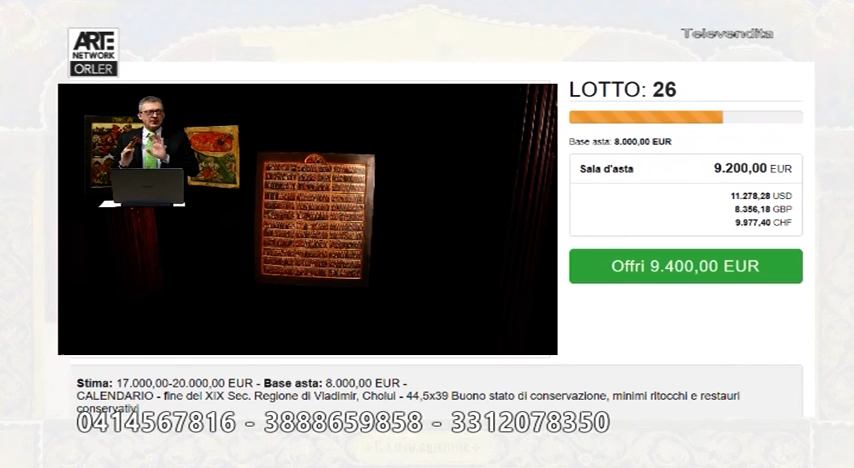 ARTE
NETWORK
ORLER
Televendita
LOTTO: 26
Base asta: 8.000,00 EUR
Sala d'asta 9.200,00 EUR
11.278,28 USD
8.356,18 GBP
9.977,40 CHF
Offri 9.400,00 EUR
Stima: 17.000,00-20.000,00 EUR - Base asta: 8.000,00 EUR -
CALENDARIO - fine del XIX Sec. Regione di Vladimir, Cholui - 44,5x39 Buono stato di conservazione, minimi ritocchi e restauri
conservativi
0414567816 - 3888659858 - 3312078350